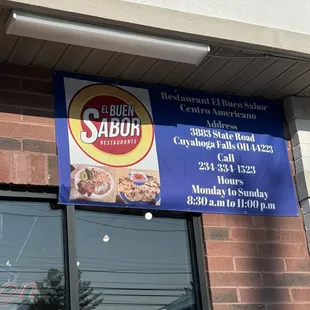 EL BUEN
SABOR
RESTAURANTE
Restaurant El Buen Sabor
Centro Americano
Address
3883 State Road
Cuyahoga Falls OH 44223
Call
234-334-1523
Hours
Monday to Sunday
8:30 a.m to 11:00 p.m